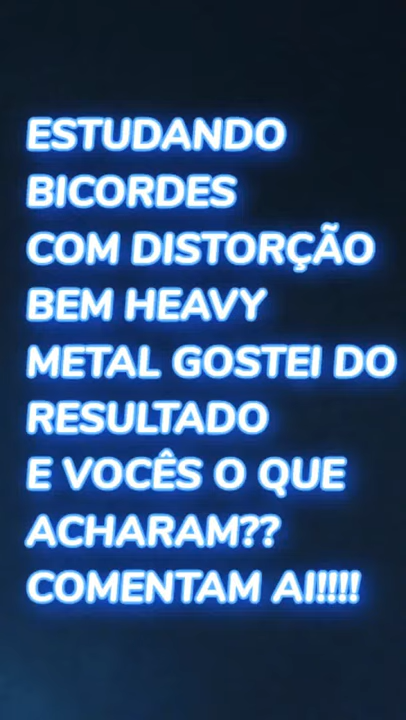 ESTUDANDO
BICORDES
COM DISTORÇÃO
BEM HEAVY
METAL GOSTEI DO
RESULTADO
E VOCÊS O QUE
ACHARAM??
COMENTAM AI!!!!